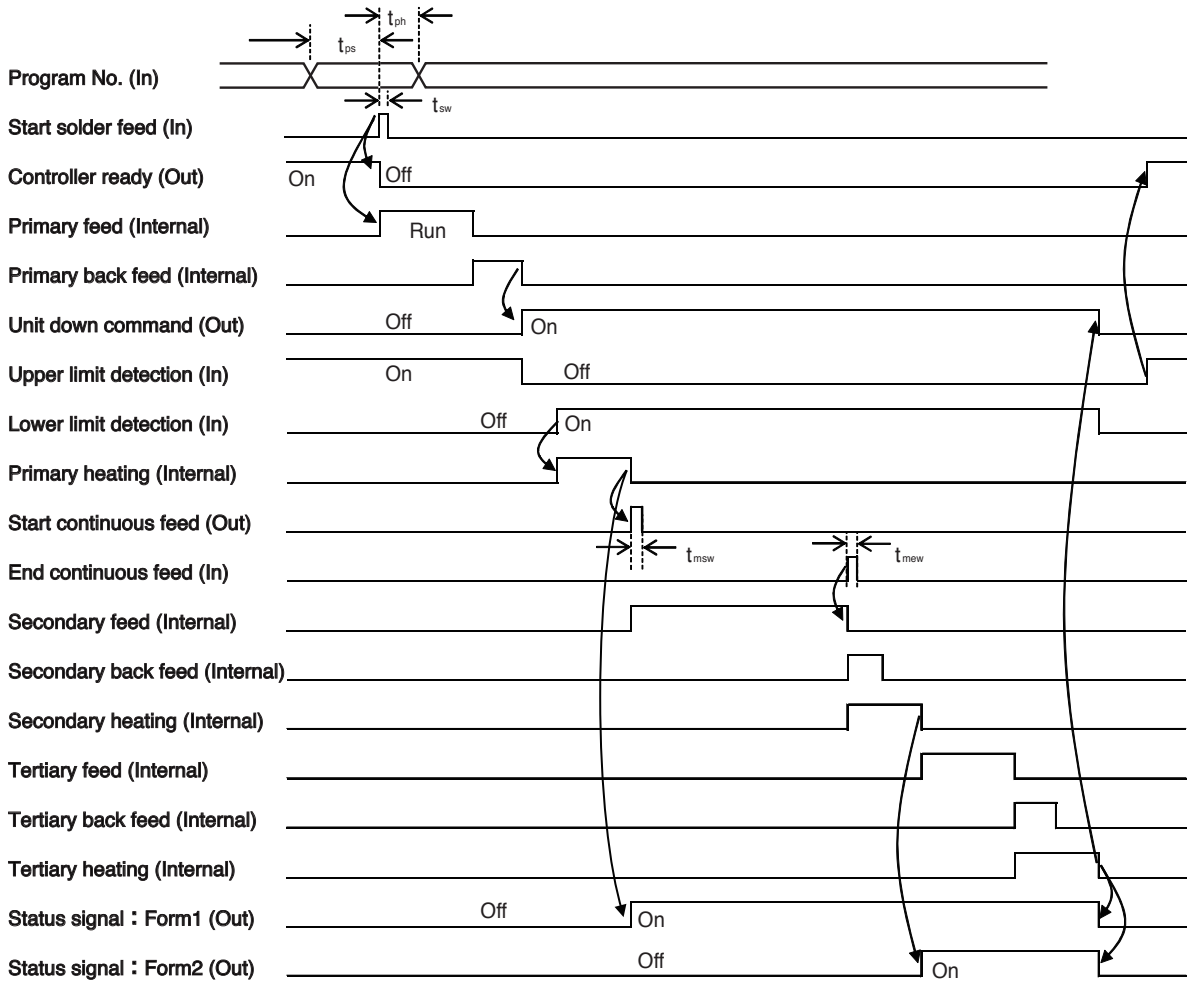 tph
tps
Program No. (In)
tsw
Start solder feed (In)
Controller ready (Out)
On
Off
Primary feed (Internal)
Run
Primary back feed (Internal)
Unit down command (Out)
Off
On
Upper limit detection (In)
On
Off
Lower limit detection (In)
Off
On
Primary heating (Internal)
Start continuous feed (Out)
tmsw
tmew
End continuous feed (In)
Secondary feed (Internal)
Secondary back feed (Internal)
Secondary heating (Internal)
Tertiary feed (Internal)
Tertiary back feed (Internal)
Tertiary heating (Internal)
Status signal：Form1 (Out)
Off
On
Status signal：Form2 (Out)
Off
On